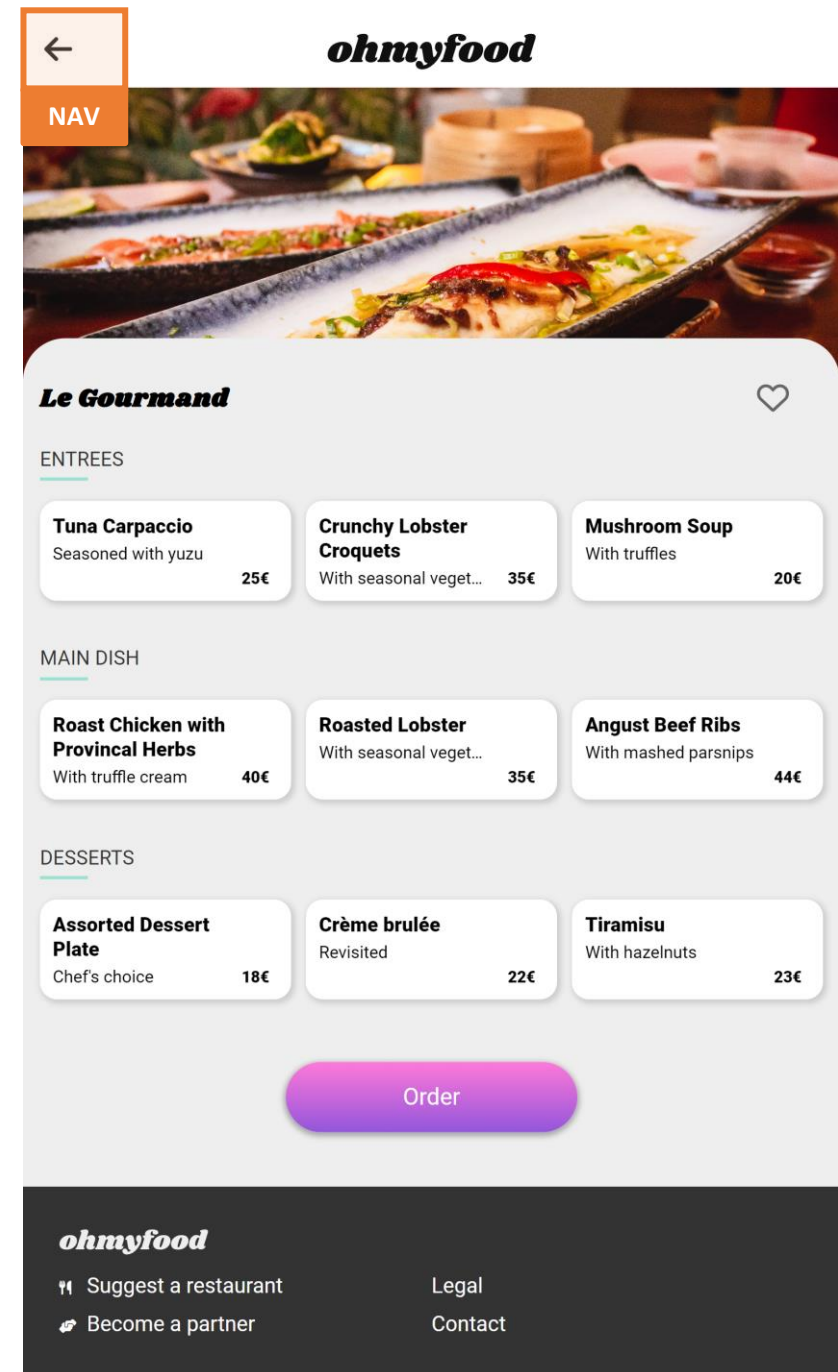 ohmyfood
NAV
Le Gourmand
ENTREES
Tuna Carpaccio
Seasoned with yuzu
25€
Crunchy Lobster
Croquets
With seasonal veget... 35€
Mushroom Soup
With truffles
20€
MAIN DISH
Roast Chicken with
Provincal Herbs
With truffle cream 40€
Roasted Lobster
With seasonal veget...
35€
Angust Beef Ribs
With mashed parsnips
44€
DESSERTS
Assorted Dessert
Plate
Chef's choice 18€
Crème brulée
Revisited
22€
Tiramisu
With hazelnuts
23€
Order
ohmyfood
Suggest a restaurant
Legal
Become a partner
Contact